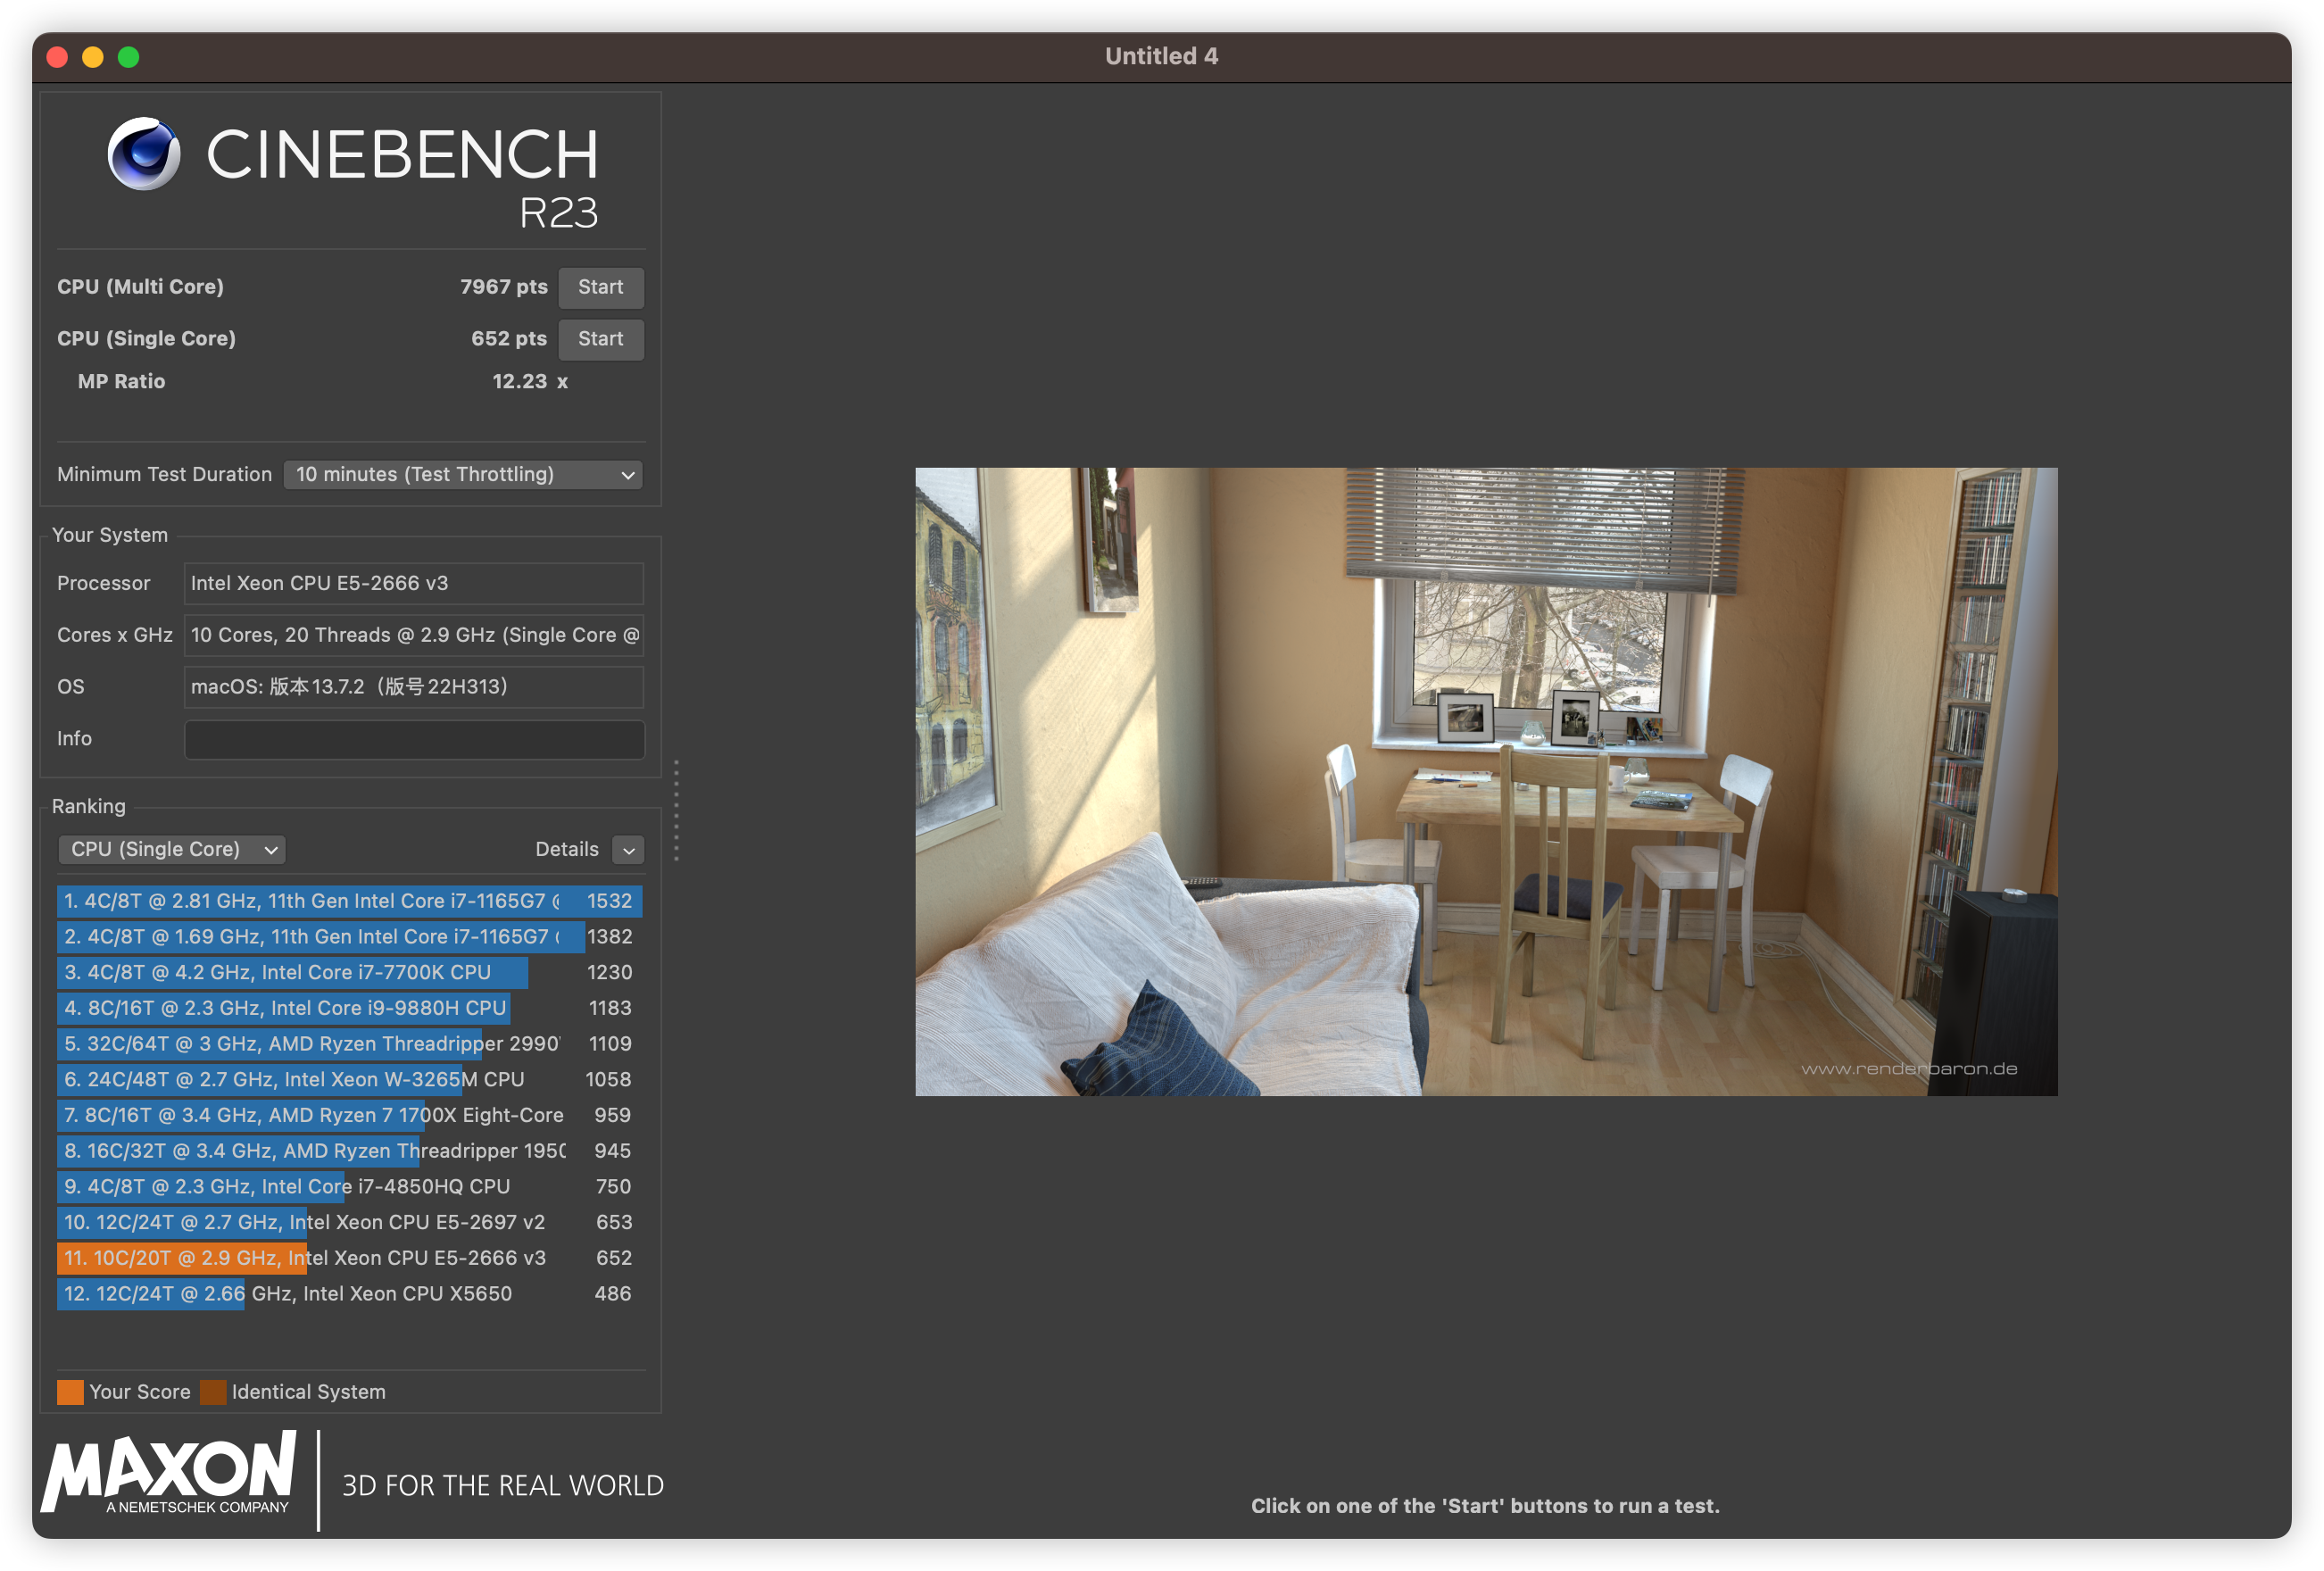 Untitled 4
CINEBENCH
R23
CPU (Multi Core) 7967 pts Start
CPU (Single Core) 652 pts Start
MP Ratio 12.23 x
Minimum Test Duration 10 minutes (Test Throttling)
Your System
Processor Intel Xeon CPU E5-2666 v3
Cores x GHz 10 Cores, 20 Threads @ 2.9 GHz (Single Core @
OS macOS: 版本13.7.2（版号22H313）
Info
Ranking
CPU (Single Core) Details
1. 4C/8T @ 2.81 GHz, 11th Gen Intel Core i7-1165G7 1532
2. 4C/8T @ 1.69 GHz, 11th Gen Intel Core i7-1165G7 1382
3. 4C/8T @ 4.2 GHz, Intel Core i7-7700K CPU 1230
4. 8C/16T @ 2.3 GHz, Intel Core i9-9880H CPU 1183
5. 32C/64T @ 3 GHz, AMD Ryzen Threadripper 2990 1109
6. 24C/48T @ 2.7 GHz, Intel Xeon W-3265M CPU 1058
7. 8C/16T @ 3.4 GHz, AMD Ryzen 7 1700X Eight-Core 959
8. 16C/32T @ 3.4 GHz, AMD Ryzen Threadripper 1950 945
9. 4C/8T @ 2.3 GHz, Intel Core i7-4850HQ CPU 750
10. 12C/24T @ 2.7 GHz, Intel Xeon CPU E5-2697 v2 653
11. 10C/20T @ 2.9 GHz, Intel Xeon CPU E5-2666 v3 652
12. 12C/24T @ 2.66 GHz, Intel Xeon CPU X5650 486
Your Score Identical System
MAXON
A NEMETSCHEK COMPANY
3D FOR THE REAL WORLD
www.renderbaron.de
Click on one of the 'Start' buttons to run a test.